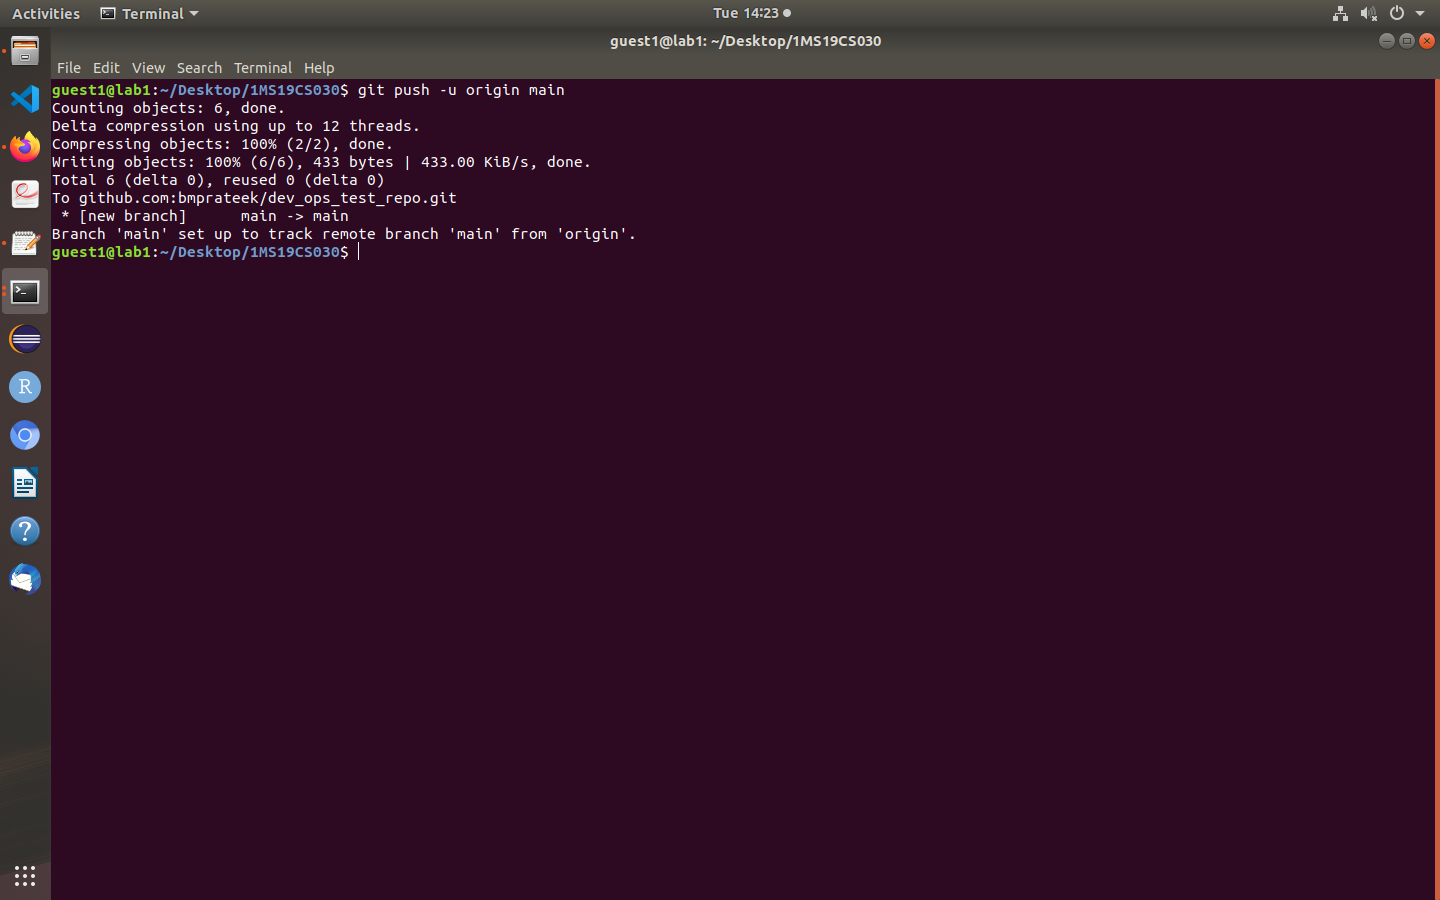 Activities Terminal Tue 14:23
guest1@lab1: ~/Desktop/1MS19CS030
File Edit View Search Terminal Help
guest1@lab1:~/Desktop/1MS19CS030$ git push -u origin main
Counting objects: 6, done.
Delta compression using up to 12 threads.
Compressing objects: 100% (2/2), done.
Writing objects: 100% (6/6), 433 bytes | 433.00 KiB/s, done.
Total 6 (delta 0), reused 0 (delta 0)
To github.com:bmprateek/dev_ops_test_repo.git
 * [new branch]      main -> main
Branch 'main' set up to track remote branch 'main' from 'origin'.
guest1@lab1:~/Desktop/1MS19CS030$
R
?